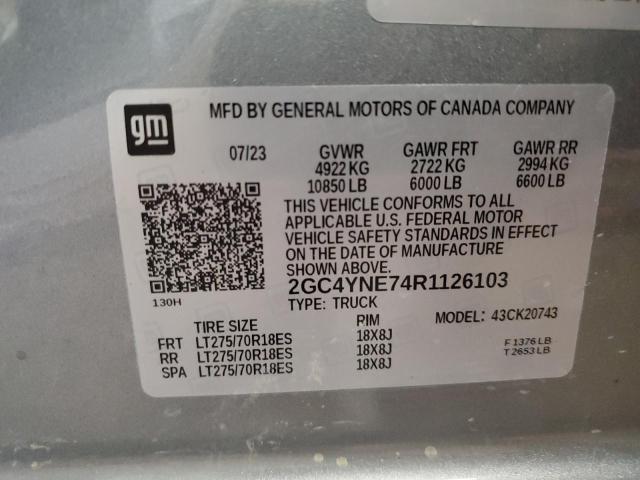 gm
MFD BY GENERAL MOTORS OF CANADA COMPANY
07/23 GVWR GAWR FRT GAWR RR
4922 KG 2722 KG 2994 KG
10850 LB 6000 LB 6600 LB
THIS VEHICLE CONFORMS TO ALL
APPLICABLE U.S. FEDERAL MOTOR
VEHICLE SAFETY STANDARDS IN EFFECT
ON THE DATE OF MANUFACTURE
SHOWN ABOVE
2GC4YNE74R1126103
130H
TYPE: TRUCK
MODEL: 43CK20743
TIRE SIZE RIM
FRT LT275/70R18ES 18X8J
RR LT275/70R18ES 18X8J
SPA LT275/70R18ES 18X8J
F 1376 LB
T 2653 LB